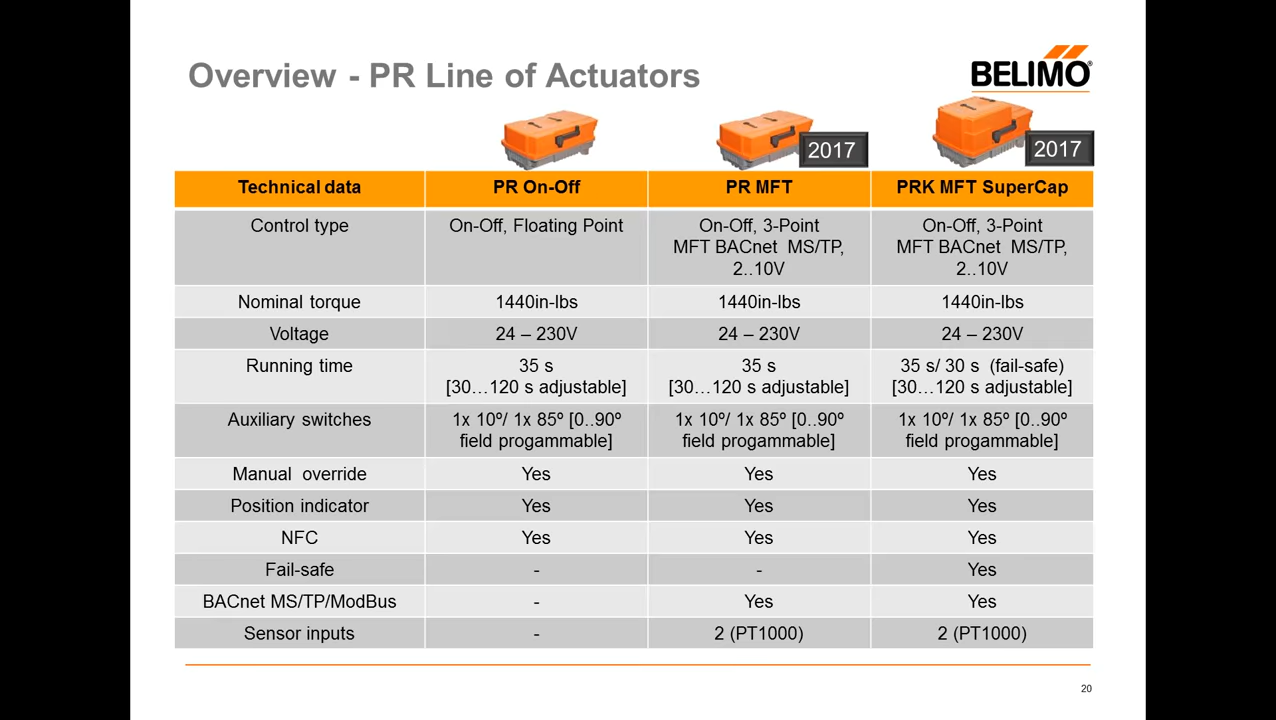 Overview - PR Line of Actuators
BELIMO®
2017
2017
Technical data PR On-Off PR MFT PRK MFT SuperCap
Control type On-Off, Floating Point On-Off, 3-Point On-Off, 3-Point
MFT BACnet MS/TP, MFT BACnet MS/TP,
2..10V 2..10V
Nominal torque 1440in-lbs 1440in-lbs 1440in-lbs
Voltage 24 – 230V 24 – 230V 24 – 230V
Running time 35 s 35 s 35 s/ 30 s (fail-safe)
[30…120 s adjustable] [30…120 s adjustable] [30…120 s adjustable]
Auxiliary switches 1x 10º/ 1x 85º [0..90º 1x 10º/ 1x 85º [0..90º 1x 10º/ 1x 85º [0..90º
field progammable] field progammable] field progammable]
Manual override Yes Yes Yes
Position indicator Yes Yes Yes
NFC Yes Yes Yes
Fail-safe - - Yes
BACnet MS/TP/ModBus - Yes Yes
Sensor inputs - 2 (PT1000) 2 (PT1000)
20